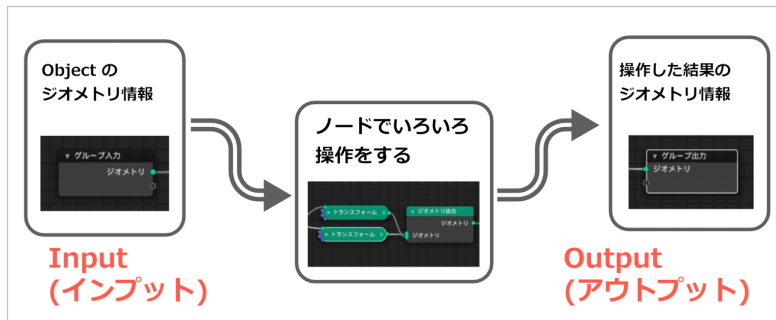 Object の
ジオメトリ情報
▼ グループ入力
ジオメトリ
Input
(インプット)
ノードでいろいろ
操作をする
トランスフォーム
トランスフォーム
ジオメトリ結合
ジオメトリ
ジオメトリ
操作した結果の
ジオメトリ情報
▼ グループ出力
ジオメトリ
Output
(アウトプット)